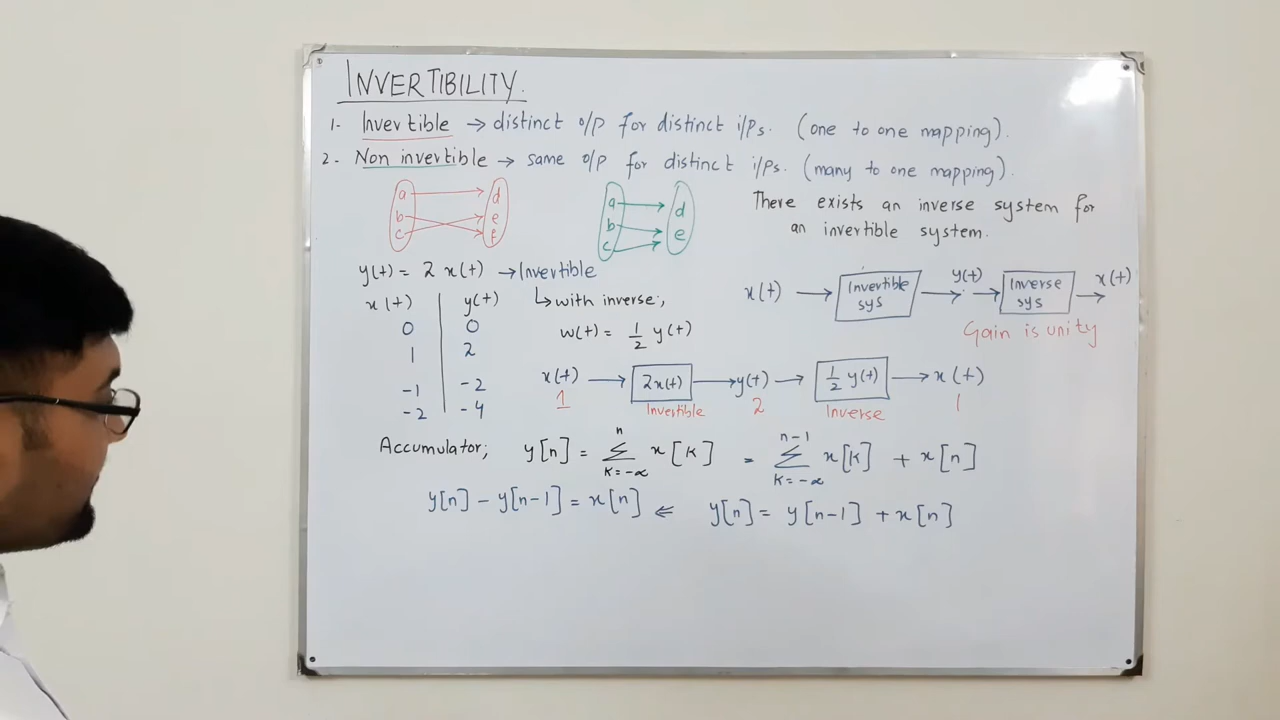 INVERTIBILITY.
1- Invertible → distinct o/p for distinct i/ps. (one to one mapping).
2- Non invertible → same o/p for distinct i/ps. (many to one mapping).
a d
b e
c f
a d
b e
c
There exists an inverse system for
an invertible system.
y(t) = 2 x(t) → Invertible
↳ with inverse;
w(t) = 1/2 y(t)
x(t) | y(t)
0 | 0
1 | 2
-1 | -2
-2 | -4
x(t) → Invertible sys → y(t) → Inverse sys → x(t)
Gain is unity
x(t) → 2x(t) → y(t) → 1/2 y(t) → x(t)
1 Invertible 2 Inverse 1
Accumulator; y[n] = n Σ k=-∝ x[k] = n-1 Σ k=-∝ x[k] + x[n]
y[n] - y[n-1] = x[n] ⇐ y[n] = y[n-1] + x[n]